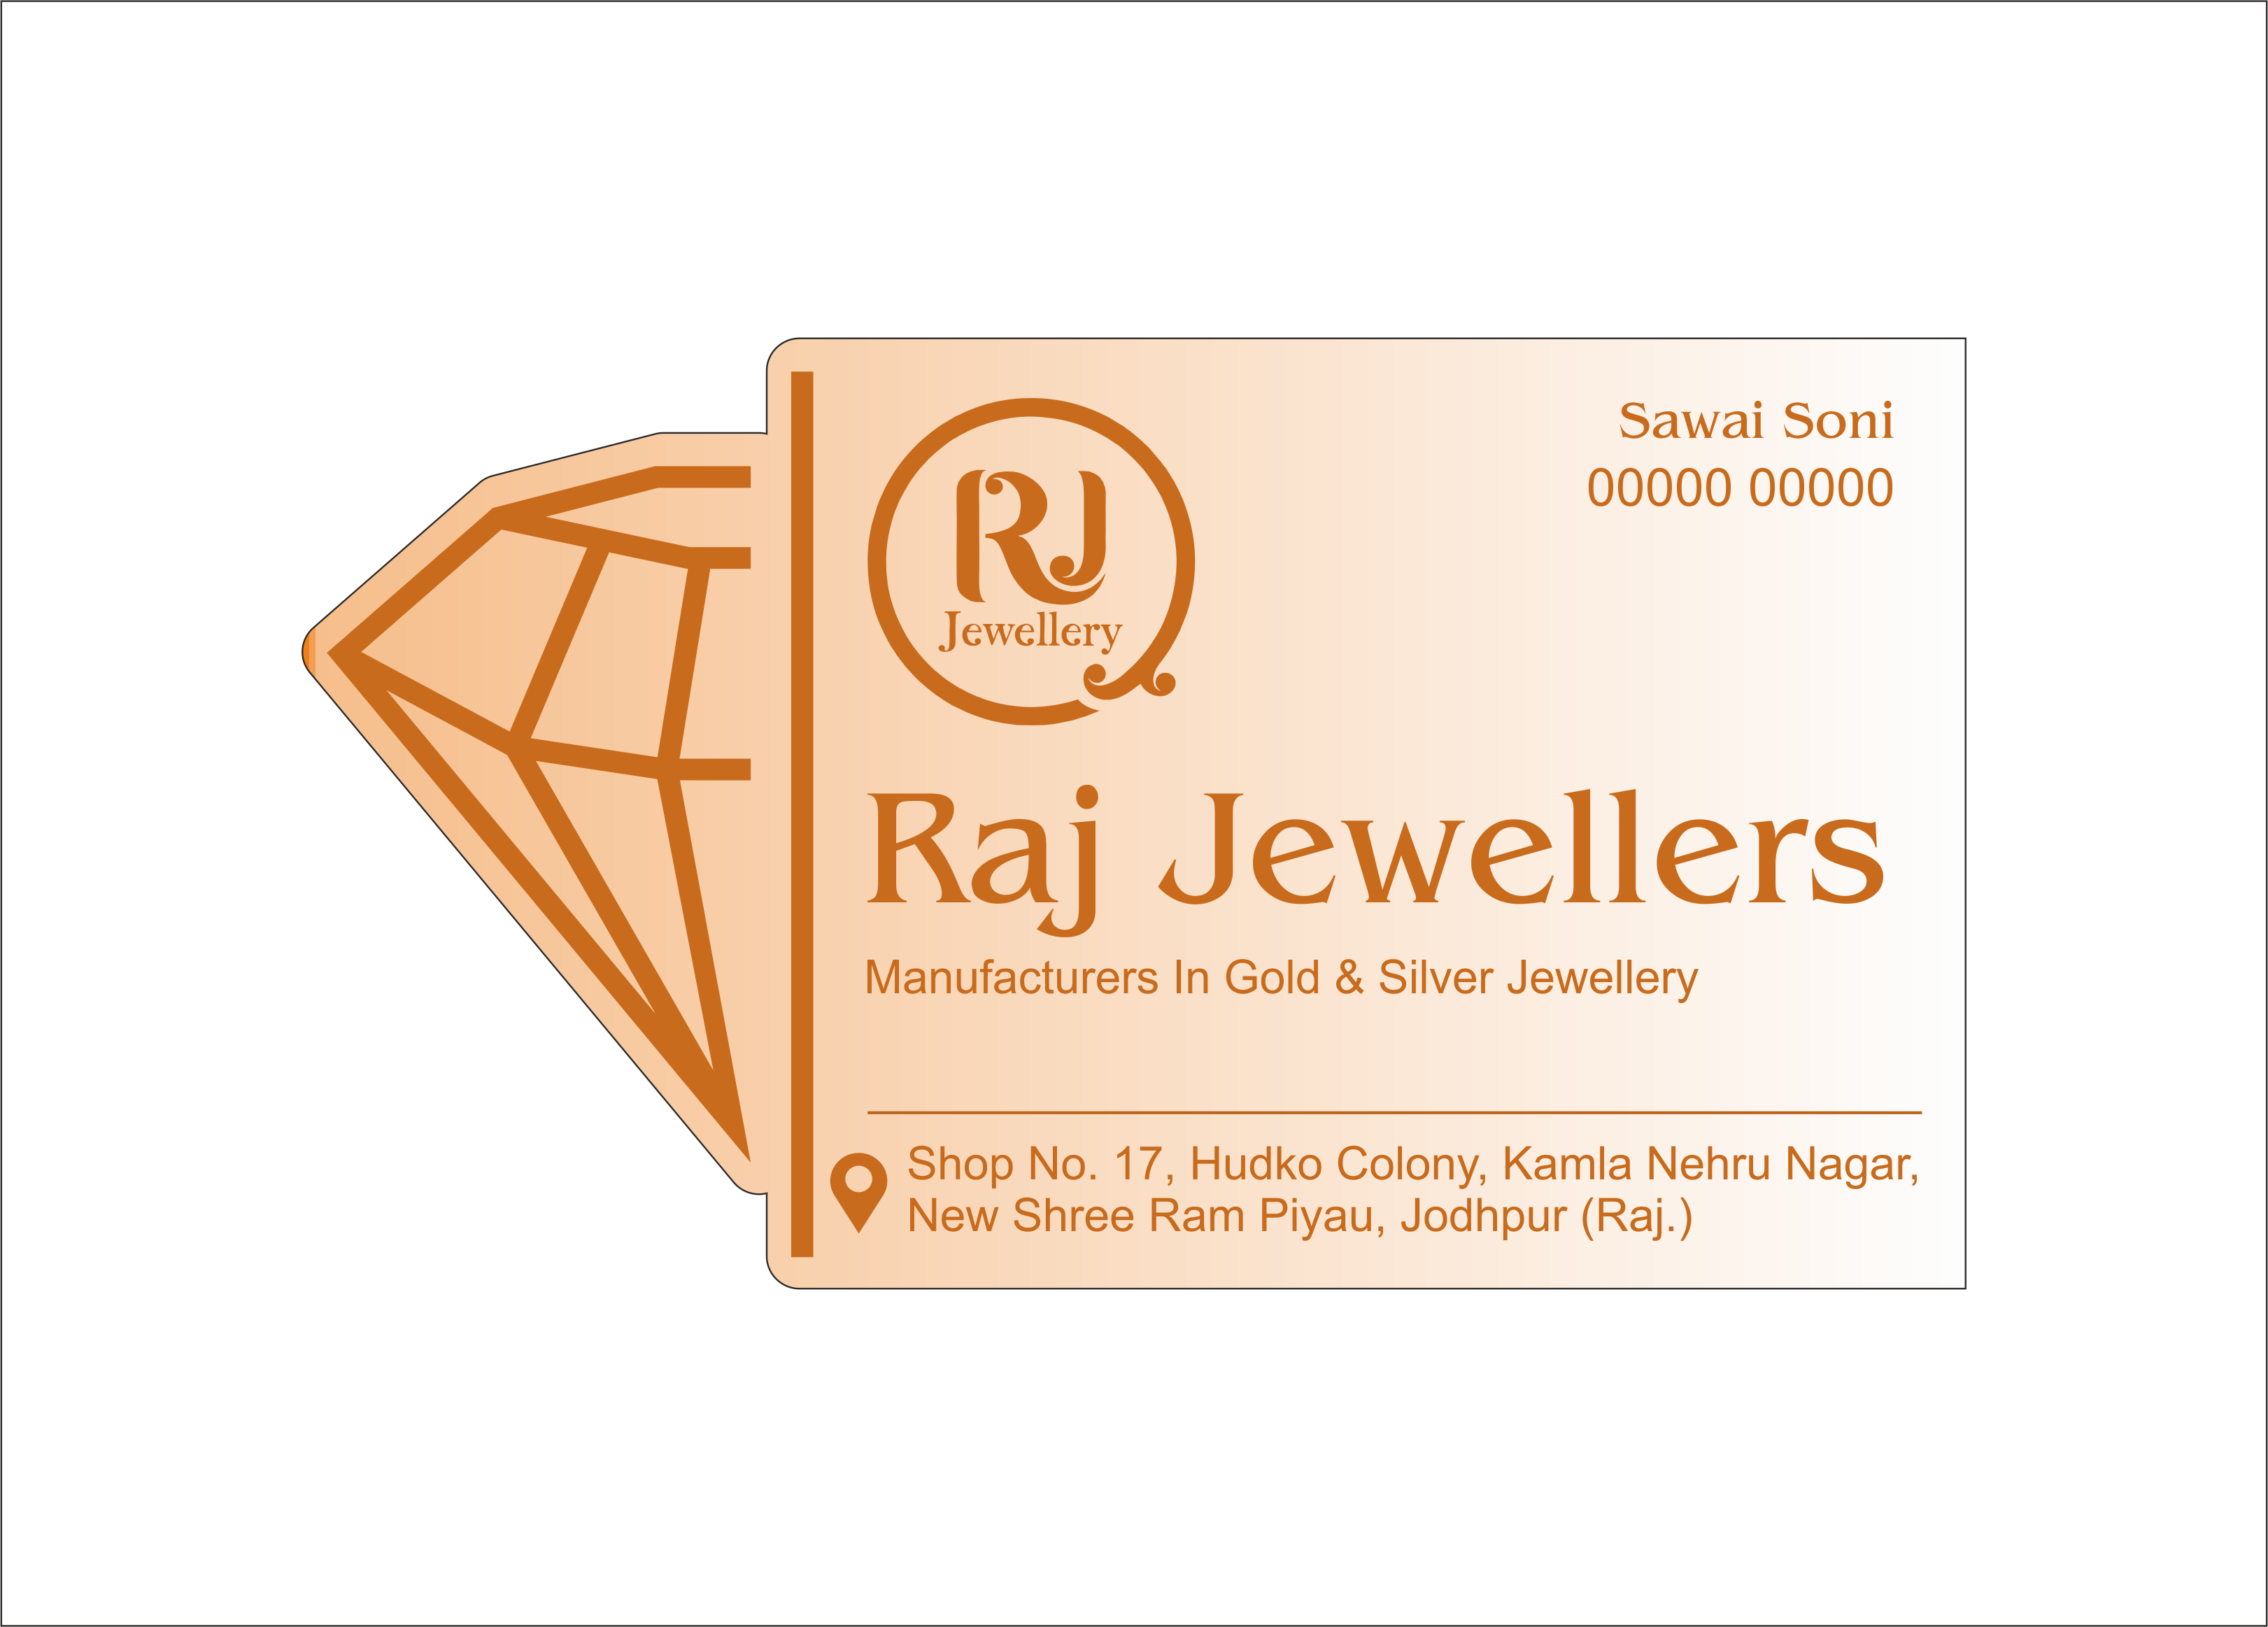 Sawai Soni
00000 00000
RJ
Jewellery
Raj Jewellers
Manufacturers In Gold & Silver Jewellery
Shop No. 17, Hudko Colony, Kamla Nehru Nagar,
New Shree Ram Piyau, Jodhpur (Raj.)